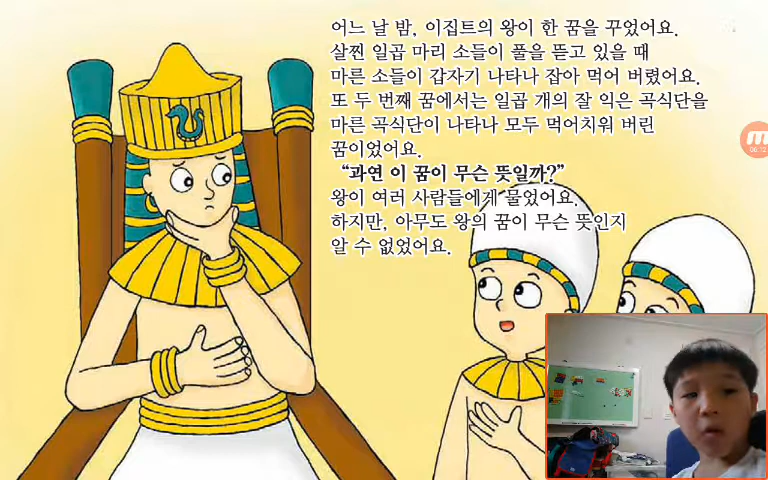 어느 날 밤, 이집트의 왕이 한 꿈을 꾸었어요.
살찐 일곱 마리 소들이 풀을 뜯고 있을 때
마른 소들이 갑자기 나타나 잡아 먹어 버렸어요.
또 두 번째 꿈에서는 일곱 개의 잘 익은 곡식단을
마른 곡식단이 나타나 모두 먹어치워 버린
꿈이었어요.
“과연 이 꿈이 무슨 뜻일까?”
왕이 여러 사람들에게 물었어요.
하지만, 아무도 왕의 꿈이 무슨 뜻인지
알 수 없었어요.